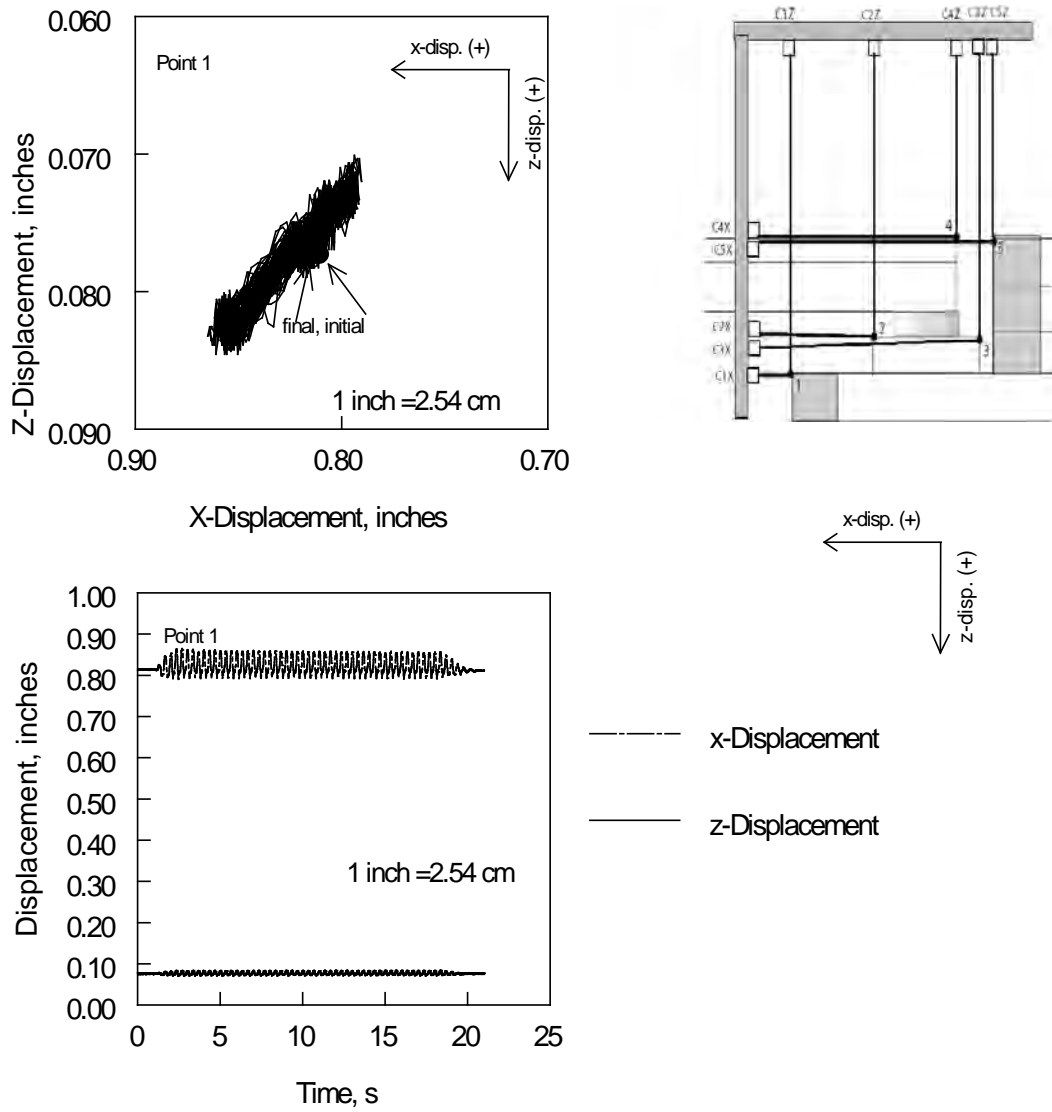 0.060
Point 1
x-disp. (+)
z-disp. (+)
0.070
0.080
final, initial
1 inch =2.54 cm
0.090
0.90
0.80
0.70
Z-Displacement, inches
X-Displacement, inches
C1Z
C2Z
C4Z
C3Z
C5Z
C4X
C5X
C2X
C3X
C1X
4
5
2
3
1
x-disp. (+)
z-disp. (+)
1.00
0.90
0.80
0.70
0.60
0.50
0.40
0.30
0.20
0.10
0.00
Point 1
1 inch =2.54 cm
0
5
10
15
20
25
Displacement, inches
Time, s
x-Displacement
z-Displacement